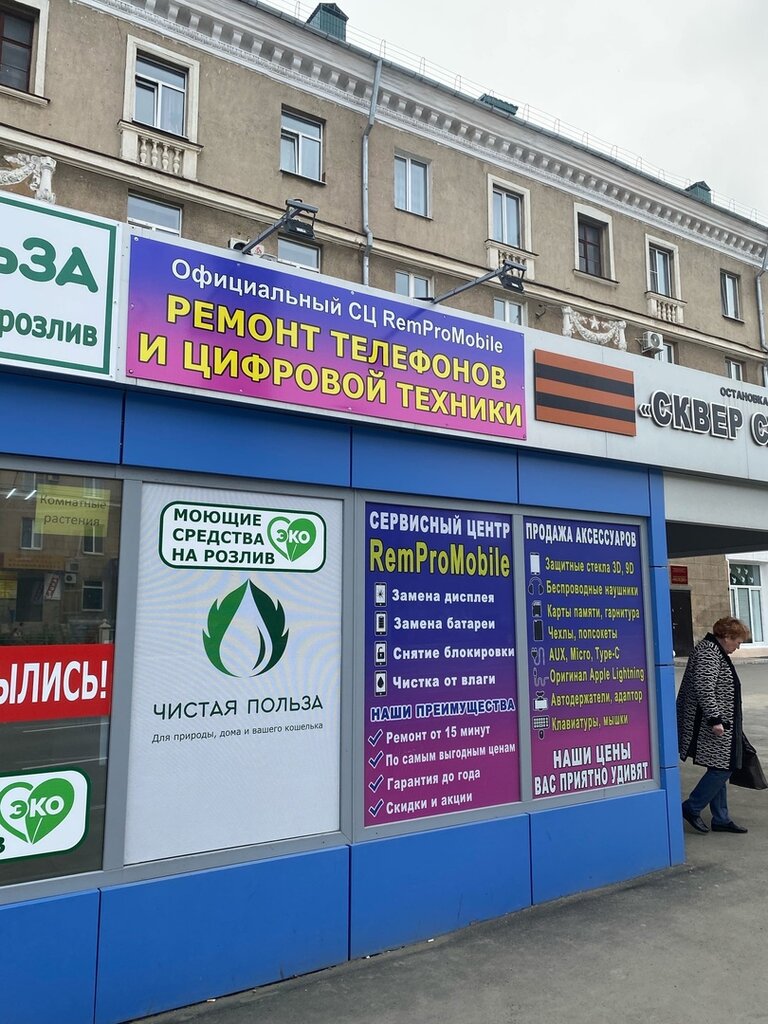 ЬЗА
розлив
Официальный СЦ RemProMobile
РЕМОНТ ТЕЛЕФОНОВ
И ЦИФРОВОЙ ТЕХНИКИ
ОСТАНОВКА
«СКВЕР С
Комнатные
растения
ЫЛИСЬ!
ЭКО
МОЮЩИЕ
СРЕДСТВА
НА РОЗЛИВ
ЭКО
ЧИСТАЯ ПОЛЬЗА
Для природы, дома и вашего кошелька
СЕРВИСНЫЙ ЦЕНТР
RemProMobile
Замена дисплея
Замена батареи
Снятие блокировки
Чистка от влаги
НАШИ ПРЕИМУЩЕСТВА
Ремонт от 15 минут
По самым выгодным ценам
Гарантия до года
Скидки и акции
ПРОДАЖА АКСЕССУАРОВ
Защитные стекла 3D, 9D
Беспроводные наушники
Карты памяти, гарнитура
Чехлы, попсокеты
AUX, Micro, Type-C
Оригинал Apple Lightning
Автодержатели, адаптор
Клавиатуры, мышки
НАШИ ЦЕНЫ
ВАС ПРИЯТНО УДИВЯТ